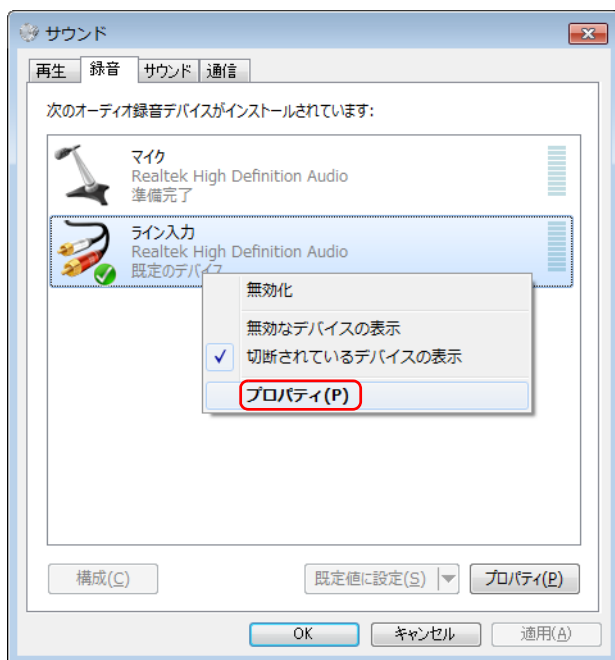 サウンド
再生 録音 サウンド 通信
次のオーディオ録音デバイスがインストールされています:
マイク
Realtek High Definition Audio
準備完了
ライン入力
Realtek High Definition Audio
既定のデバイス
無効化
無効なデバイスの表示
切断されているデバイスの表示
プロパティ(P)
構成(C) 既定値に設定(S) プロパティ(P)
OK キャンセル 適用(A)